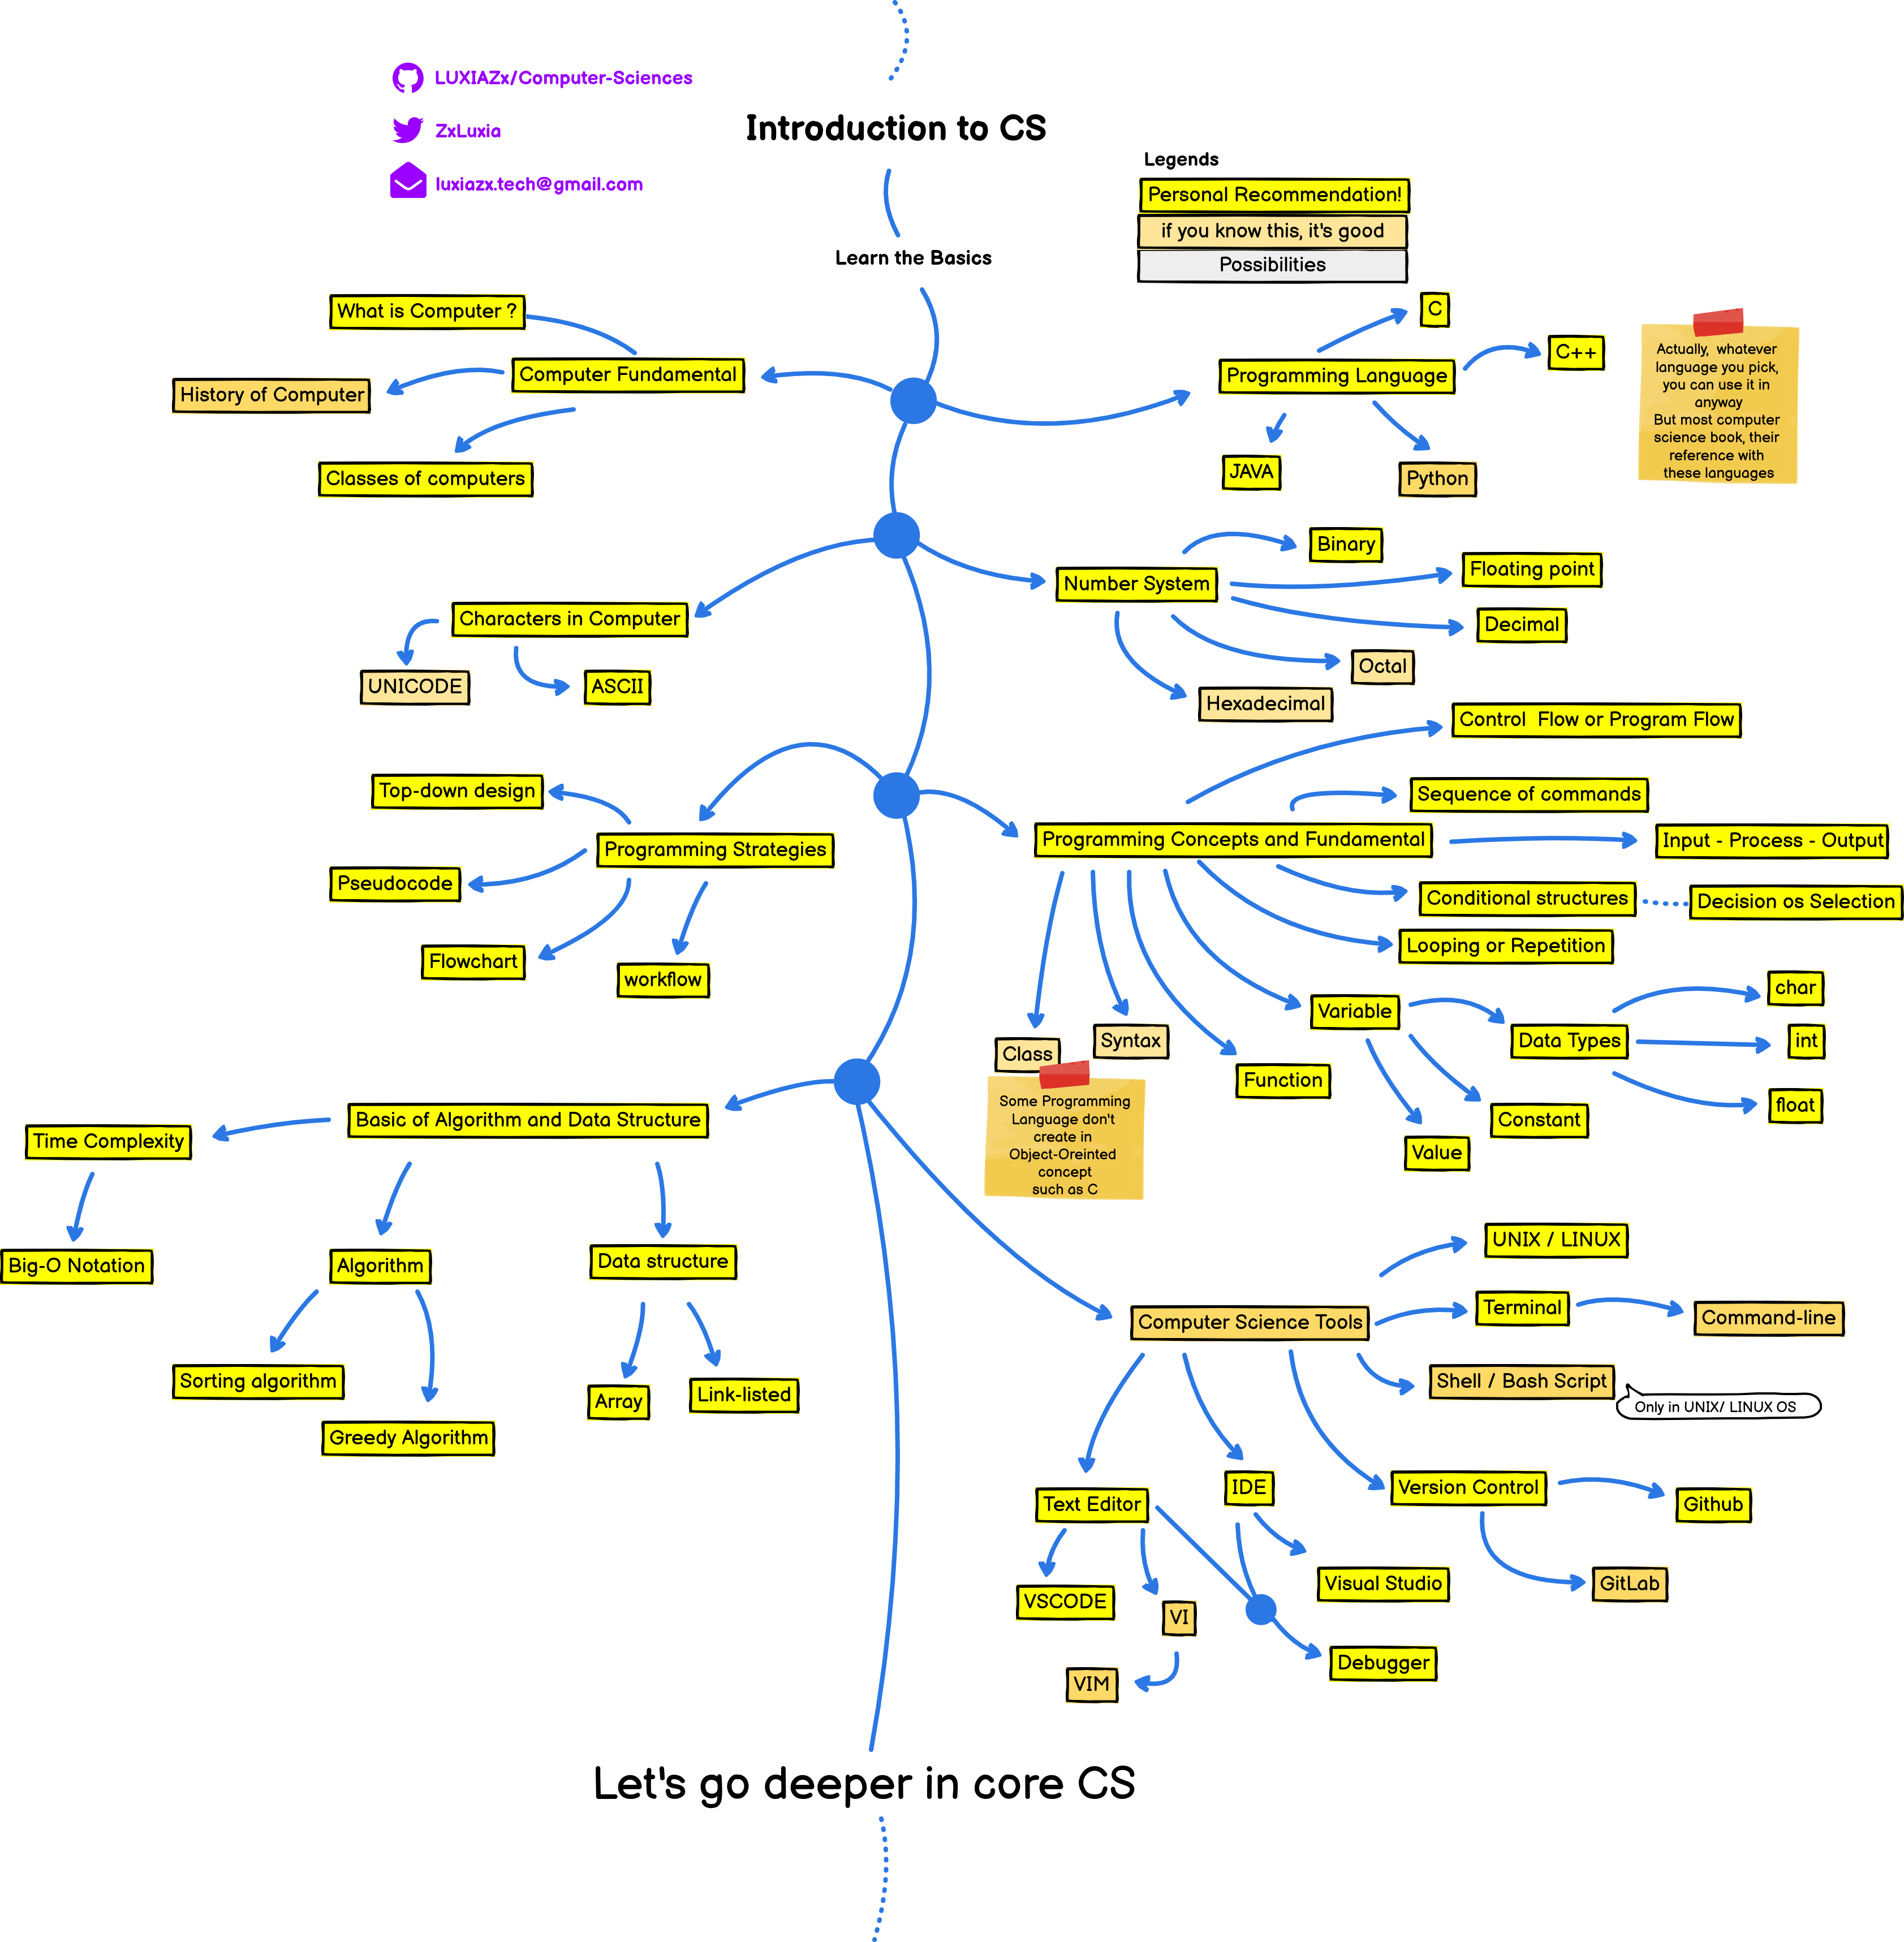 LUXIAZx/Computer-Sciences
ZxLuxia
luxiazx.tech@gmail.com
Introduction to CS
Legends
Personal Recommendation!
if you know this, it's good
Possibilities
Learn the Basics
What is Computer ?
Computer Fundamental
History of Computer
Classes of computers
C
C++
Programming Language
JAVA
Python
Actually, whatever
language you pick,
you can use it in
anyway
But most computer
science book, their
reference with
these languages
Binary
Number System
Floating point
Decimal
Octal
Hexadecimal
Characters in Computer
UNICODE
ASCII
Control Flow or Program Flow
Sequence of commands
Programming Concepts and Fundamental
Input - Process - Output
Conditional structures
Decision os Selection
Looping or Repetition
Top-down design
Programming Strategies
Pseudocode
Flowchart
workflow
Variable
char
Data Types
int
float
Class
Syntax
Function
Constant
Value
Some Programming
Language don't
create in
Object-Oreinted
concept
such as C
Basic of Algorithm and Data Structure
Time Complexity
Big-O Notation
Algorithm
Data structure
Sorting algorithm
Greedy Algorithm
Array
Link-listed
UNIX / LINUX
Computer Science Tools
Terminal
Command-line
Shell / Bash Script
Only in UNIX/ LINUX OS
Text Editor
IDE
Version Control
Github
GitLab
Visual Studio
VSCODE
VI
VIM
Debugger
Let's go deeper in core CS